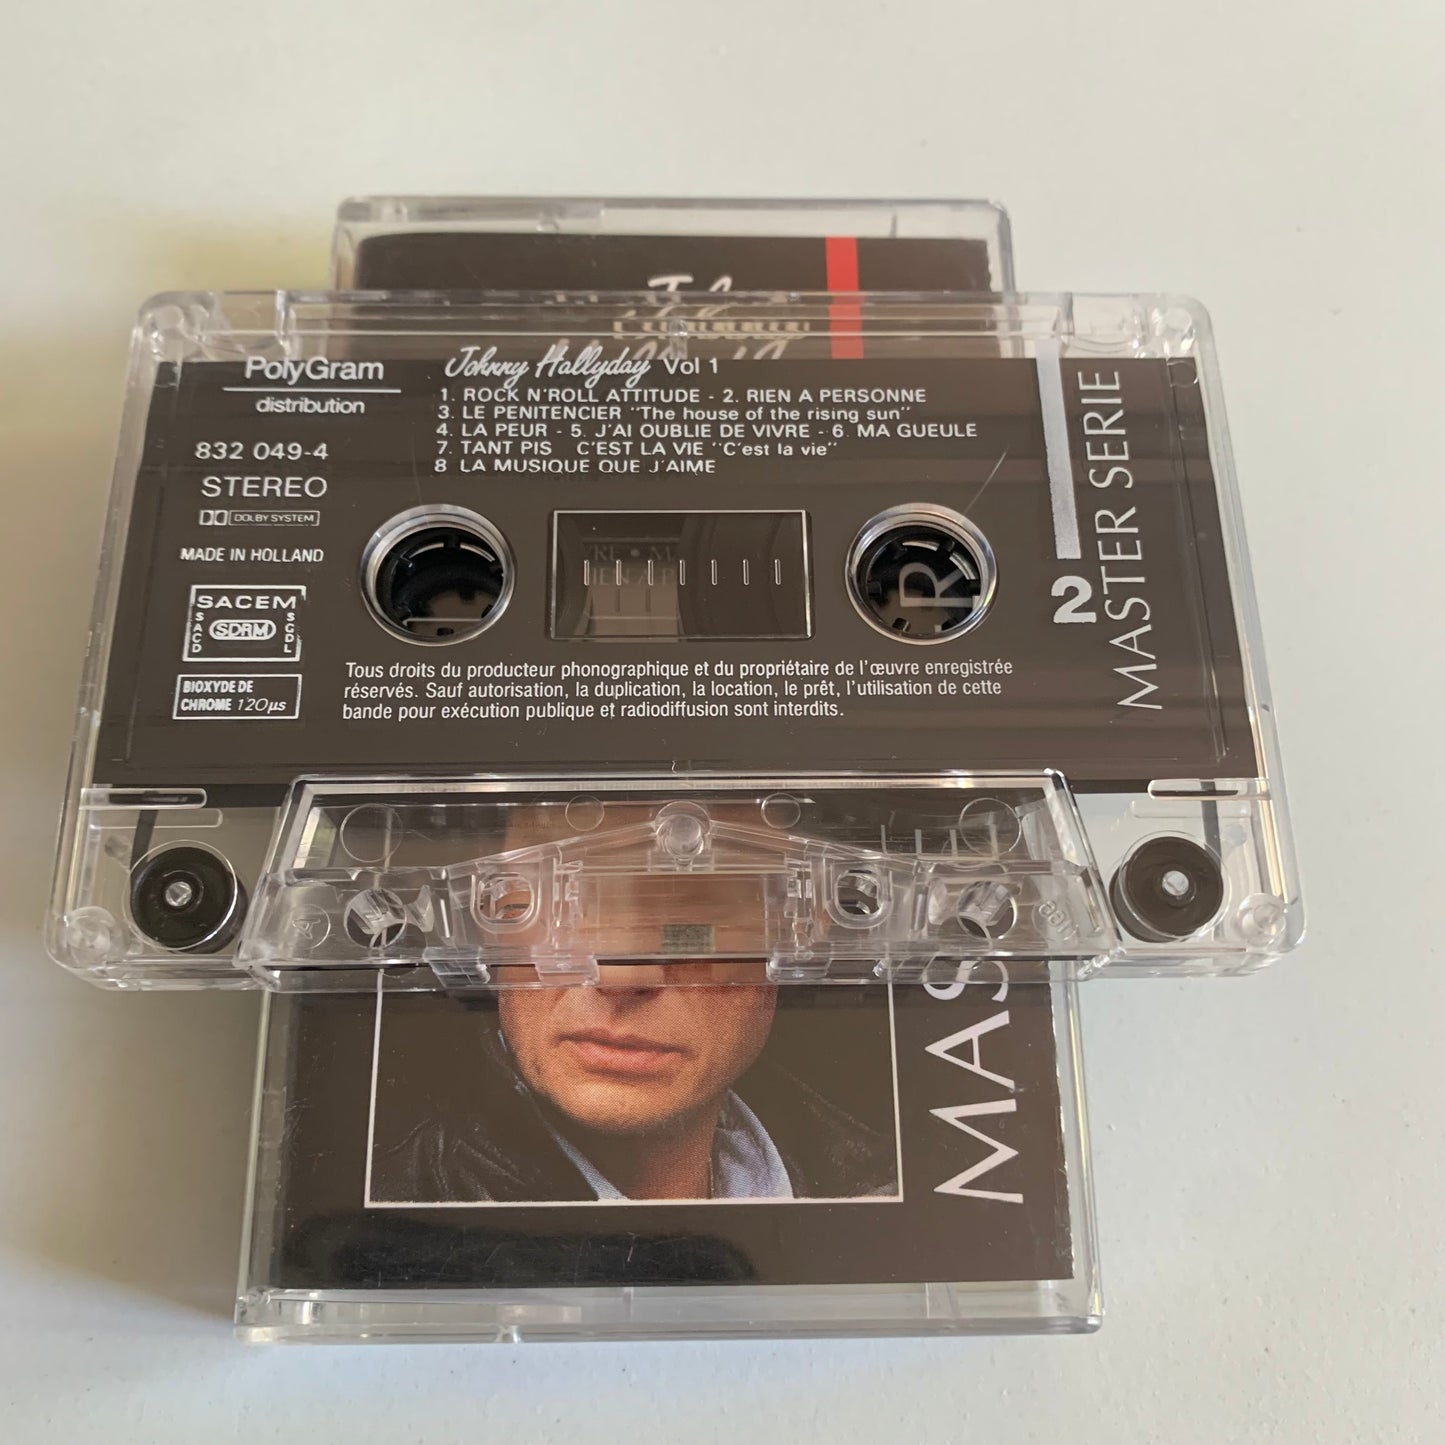 PolyGram
distribution
832 049-4
STEREO
DOLBY SYSTEM
MADE IN HOLLAND
SACEM
SACD
SDRM
SGDL
BIOXYDE DE
CHROME 120µs
Johnny Hallyday Vol 1
1. ROCK N'ROLL ATTITUDE - 2. RIEN A PERSONNE
3. LE PENITENCIER "The house of the rising sun"
4. LA PEUR - 5. J'AI OUBLIE DE VIVRE - 6. MA GUEULE
7. TANT PIS C'EST LA VIE "C'est la vie"
8 LA MUSIQUE QUE J'AIME
Tous droits du producteur phonographique et du propriétaire de l'œuvre enregistrée
réservés. Sauf autorisation, la duplication, la location, le prêt, l'utilisation de cette
bande pour exécution publique et radiodiffusion sont interdits.
2
MASTER SERIE
R
A
MAS